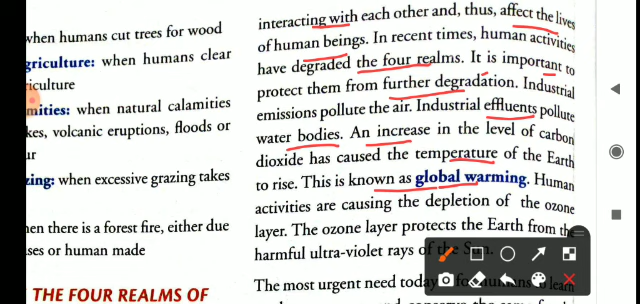 when humans cut trees for wood
griculture: when humans clear
riculture
mities: when natural calamities
kes, volcanic eruptions, floods or
ur
zing: when excessive grazing takes
en there is a forest fire, either due
ses or human made
THE FOUR REALMS OF
interacting with each other and, thus, affect the lives
of human beings. In recent times, human activities
have degraded the four realms. It is important to
protect them from further degradation. Industrial
emissions pollute the air. Industrial effluents pollute
water bodies. An increase in the level of carbon
dioxide has caused the temperature of the Earth
to rise. This is known as global warming. Human
activities are causing the depletion of the ozone
layer. The ozone layer protects the Earth from the
harmful ultra-violet rays of the Sun.
The most urgent need today